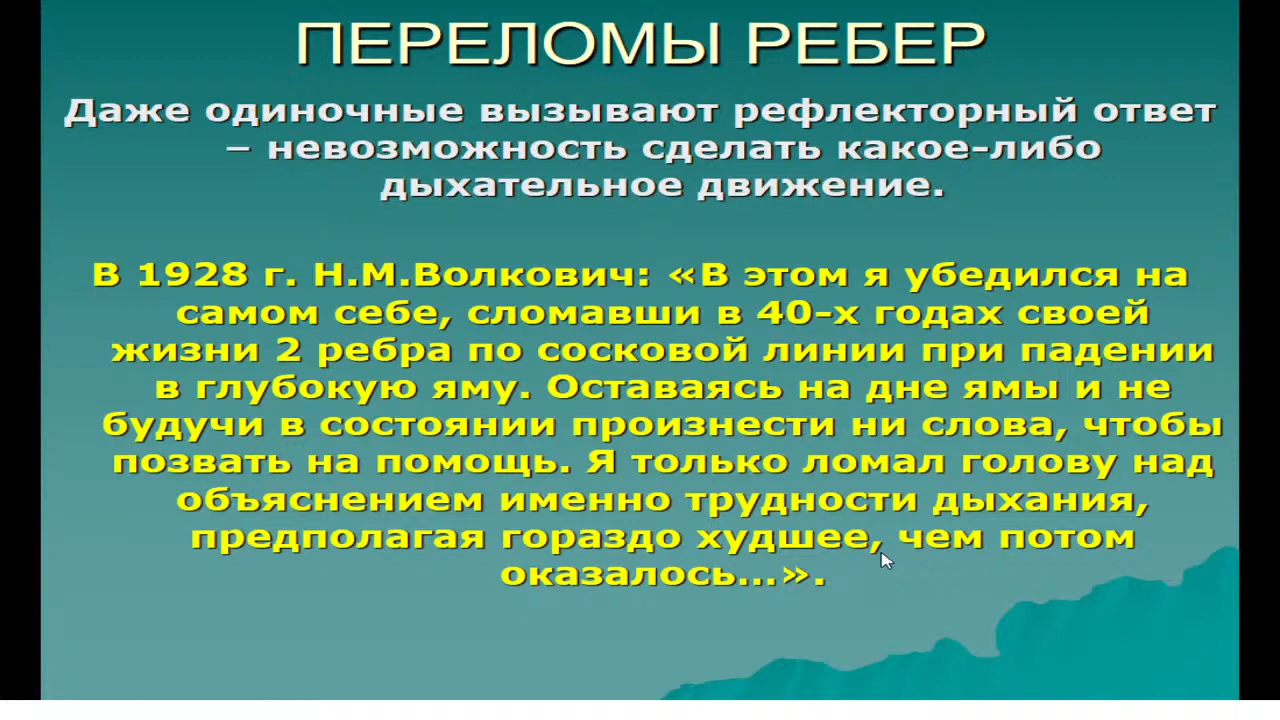 ПЕРЕЛОМЫ РЕБЕР
Даже одиночные вызывают рефлекторный ответ
– невозможность сделать какое-либо
дыхательное движение.
В 1928 г. Н.М.Волкович: «В этом я убедился на
самом себе, сломавши в 40-х годах своей
жизни 2 ребра по сосковой линии при падении
в глубокую яму. Оставаясь на дне ямы и не
будучи в состоянии произнести ни слова, чтобы
позвать на помощь. Я только ломал голову над
объяснением именно трудности дыхания,
предполагая гораздо худшее, чем потом
оказалось…».